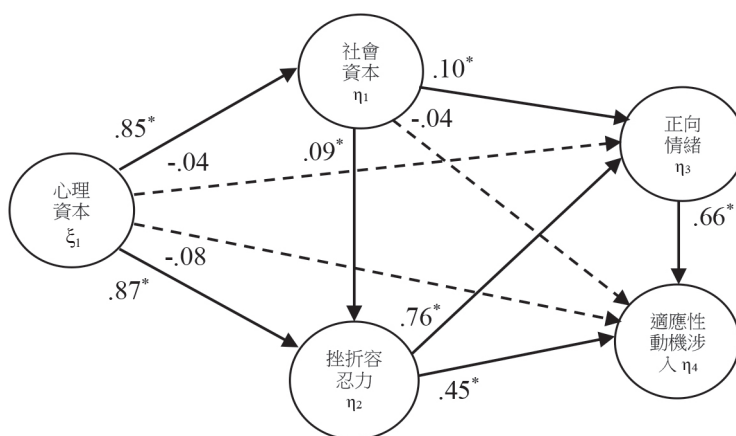 社會
資本
η₁
.10*
正向
情緒
η₃
.85*
-.04
.09*
-.04
心理
資本
ξ₁
.66*
-.08
.87*
挫折容
忍力
η₂
.76*
.45*
適應性
動機涉
入 η₄